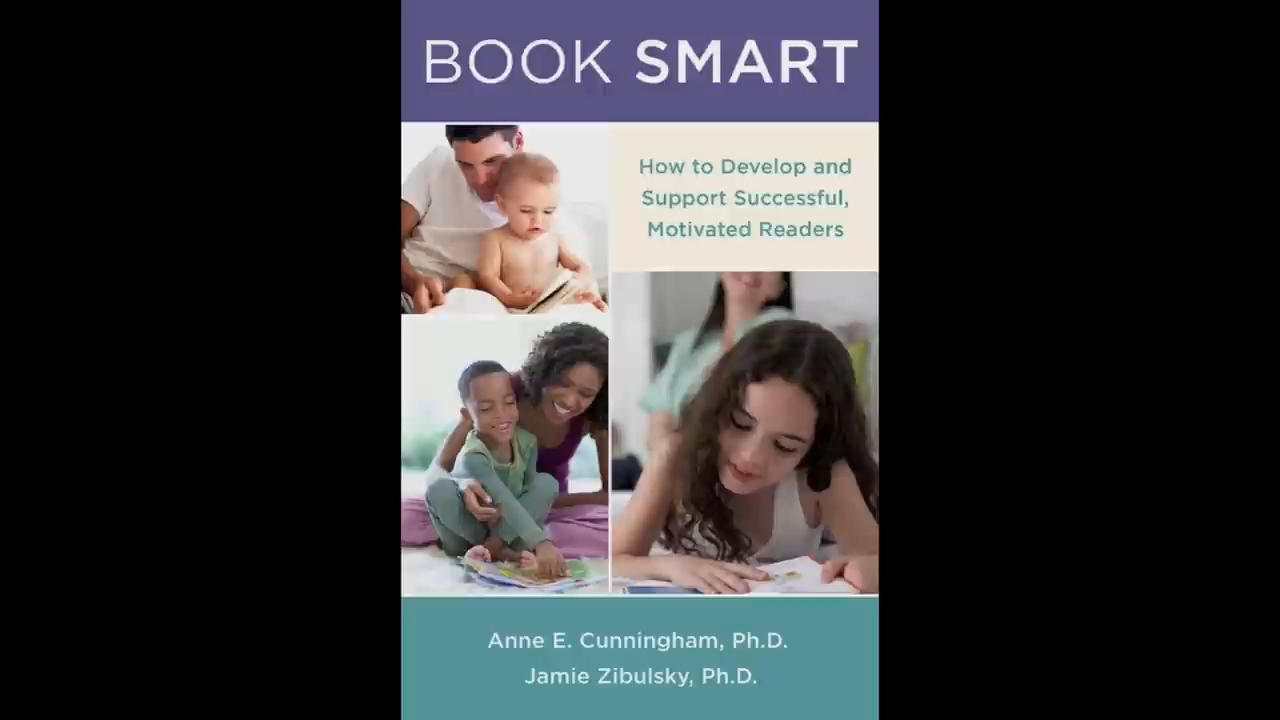 BOOK SMART
How to Develop and
Support Successful,
Motivated Readers
Anne E. Cunningham, Ph.D.
Jamie Zibulsky, Ph.D.